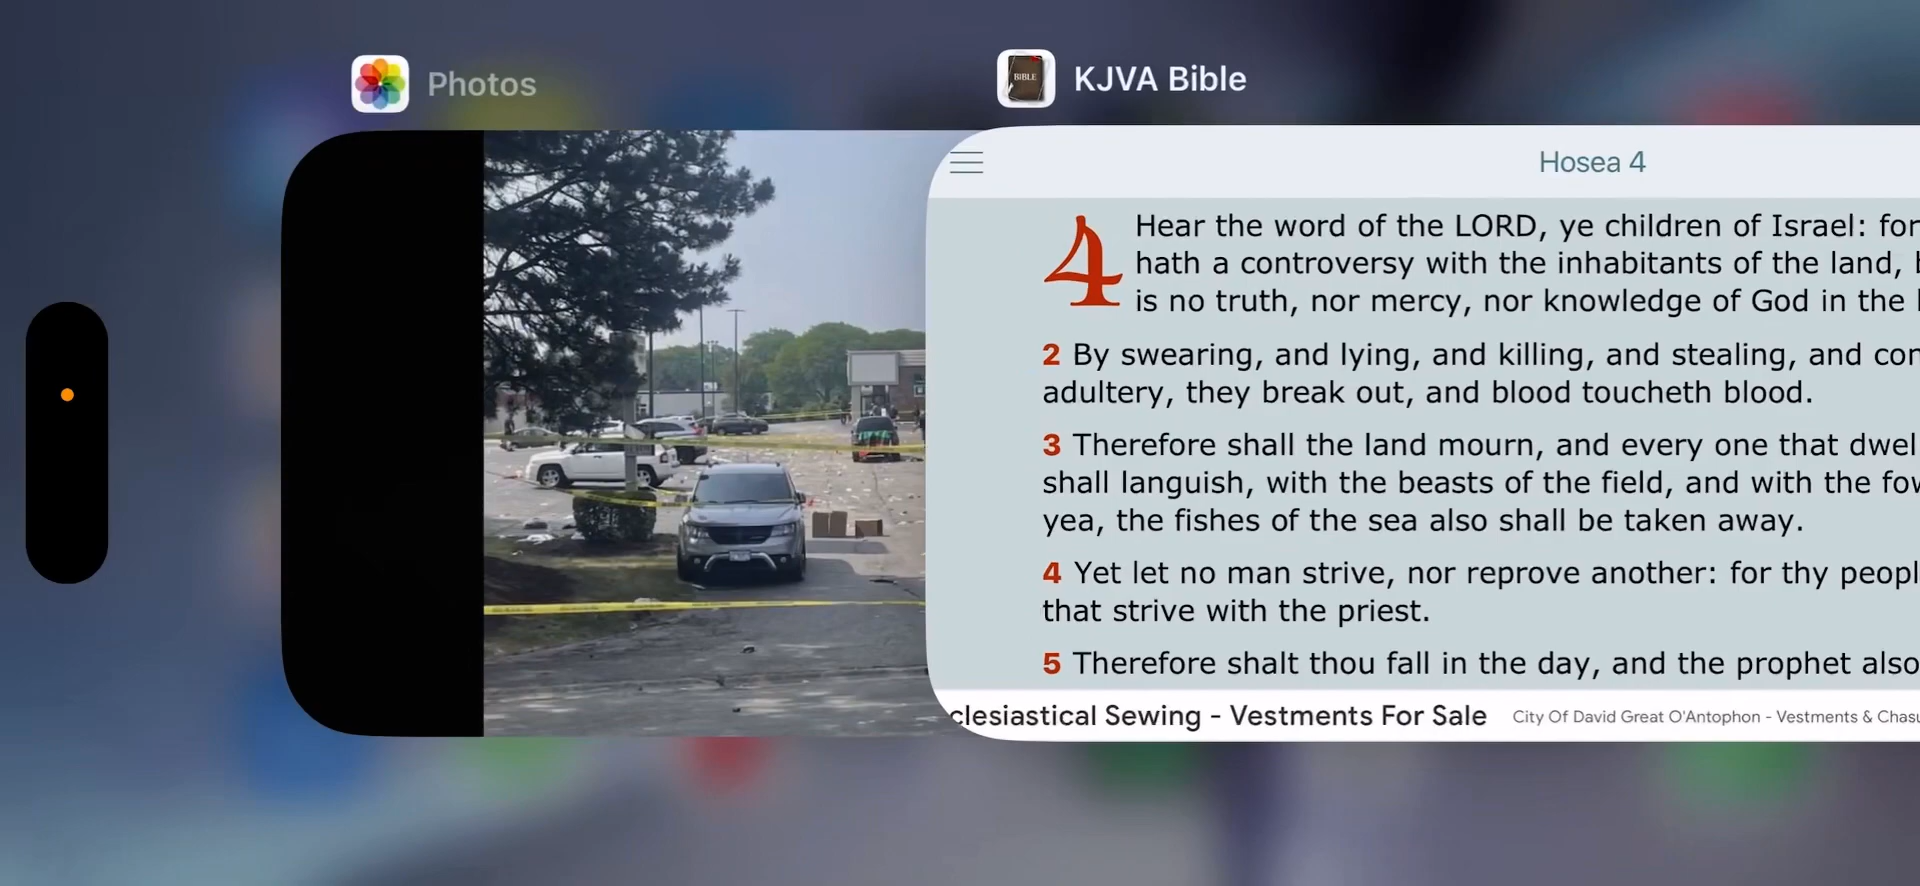 Photos
KJVA Bible
BIBLE
Hosea 4
4 Hear the word of the LORD, ye children of Israel: for
hath a controversy with the inhabitants of the land,
is no truth, nor mercy, nor knowledge of God in the
2 By swearing, and lying, and killing, and stealing, and con
adultery, they break out, and blood toucheth blood.
3 Therefore shall the land mourn, and every one that dwel
shall languish, with the beasts of the field, and with the fow
yea, the fishes of the sea also shall be taken away.
4 Yet let no man strive, nor reprove another: for thy peopl
that strive with the priest.
5 Therefore shalt thou fall in the day, and the prophet also
clesiastical Sewing - Vestments For Sale
City Of David Great O'Antophon - Vestments & Chasu